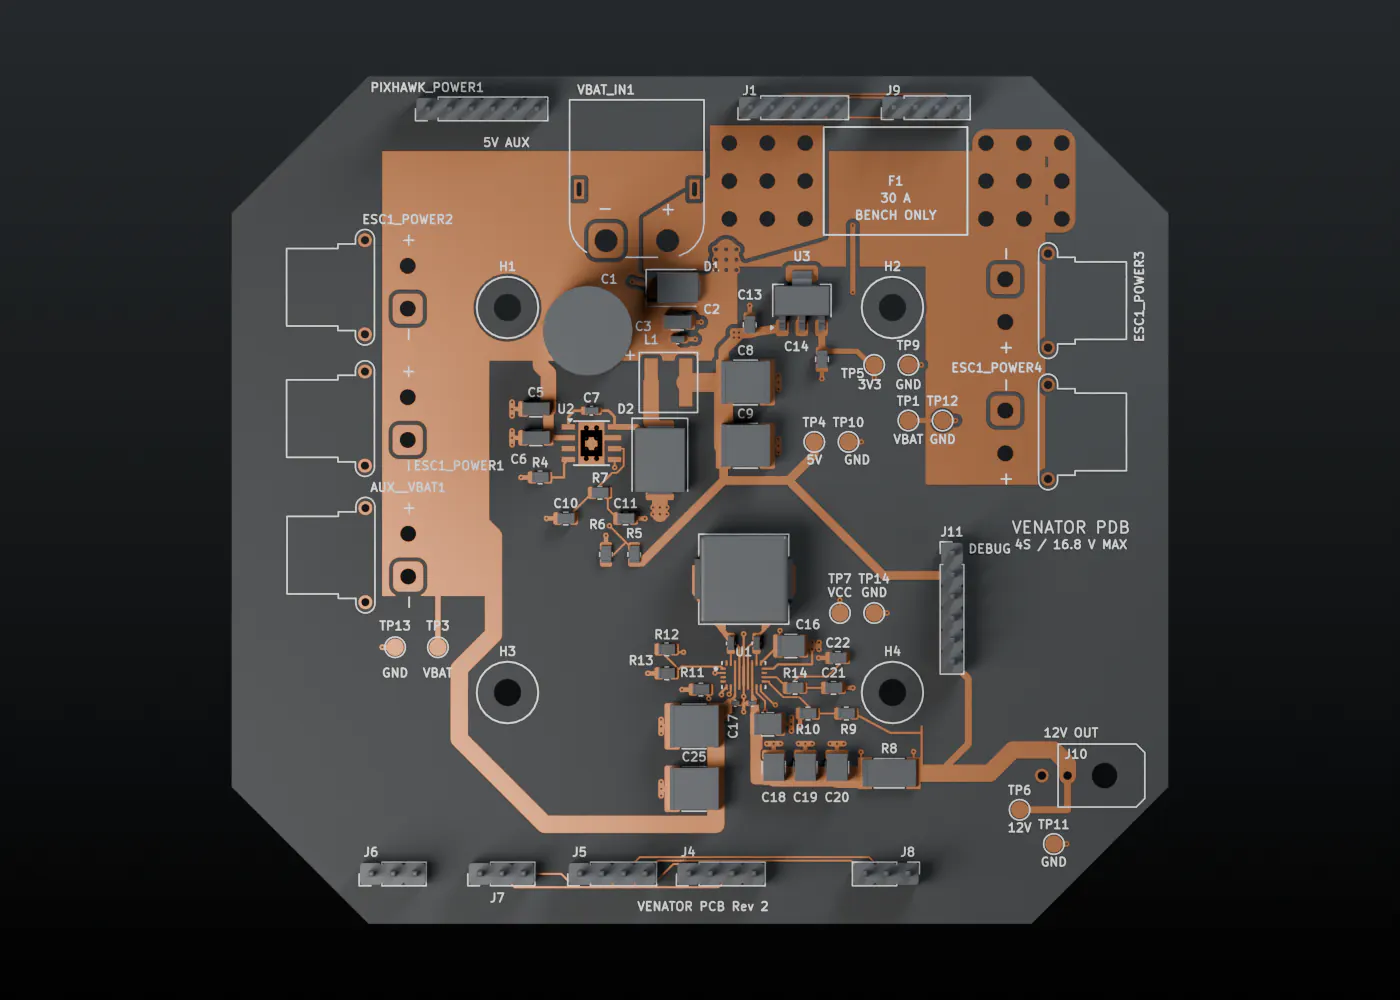 PIXHAWK_POWER1
VBAT_IN1
J1
J9
5V AUX
F1
30 A
BENCH ONLY
ESC1_POWER2
+
−
+
U3
H1
D1
H2
C1
C2
C13
C3
+
L1
C14
C8
TP9
TP5
3V3
GND
ESC1_POWER3
+
ESC1_POWER4
+
C5
C7
U2
D2
C9
TP1
TP12
VBAT
GND
TP4
TP10
5V
GND
C6
R4
ESC1_POWER1
R7
AUX_VBAT1
+
C10
C11
R6
R5
+
J11
DEBUG
VENATOR PDB
4S / 16.8 V MAX
TP7
TP14
VCC
GND
TP13
TP3
GND
VBAT
H3
R12
R13
R11
U1
C16
C22
R14
C21
H4
C17
R10
R9
C25
R8
C18
C19
C20
12V OUT
J10
TP6
12V
TP11
GND
J6
J7
J5
J4
J8
VENATOR PCB Rev 2